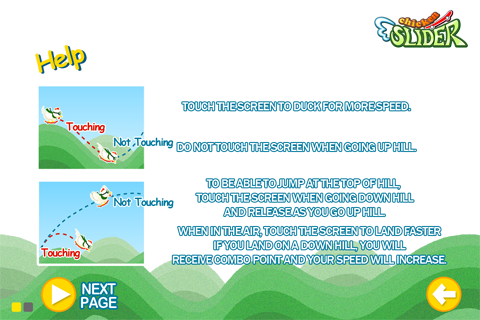 chicken
SLIDER
Help
Touching
Not Touching
TOUCH THE SCREEN TO DUCK FOR MORE SPEED.
DO NOT TOUCH THE SCREEN WHEN GOING UP HILL.
Not Touching
Touching
TO BE ABLE TO JUMP AT THE TOP OF HILL,
TOUCH THE SCREEN WHEN GOING DOWN HILL
AND RELEASE AS YOU GO UP HILL.
WHEN IN THE AIR, TOUCH THE SCREEN TO LAND FASTER
IF YOU LAND ON A DOWN HILL, YOU WILL
RECEIVE COMBO POINT AND YOUR SPEED WILL INCREASE.
NEXT
PAGE